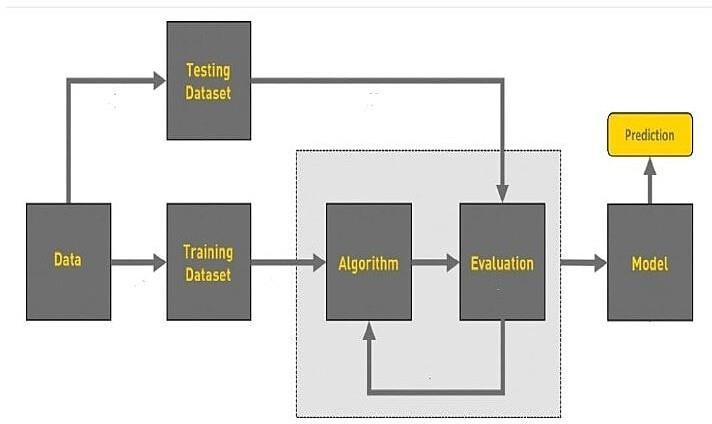 Testing
Dataset
Prediction
Data
Training
Dataset
Algorithm
Evaluation
Model